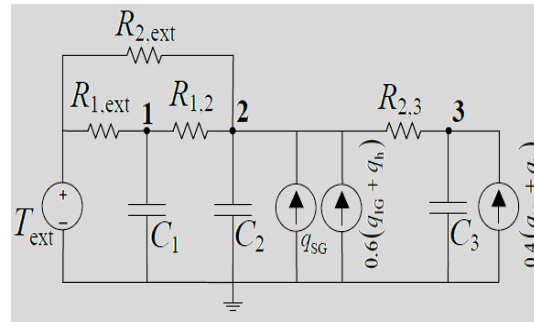 R2,ext
R1,ext
1
R1,2
2
R2,3
3
+
−
Text
C1
C2
qSG
0.6(qIG + qh)
C3